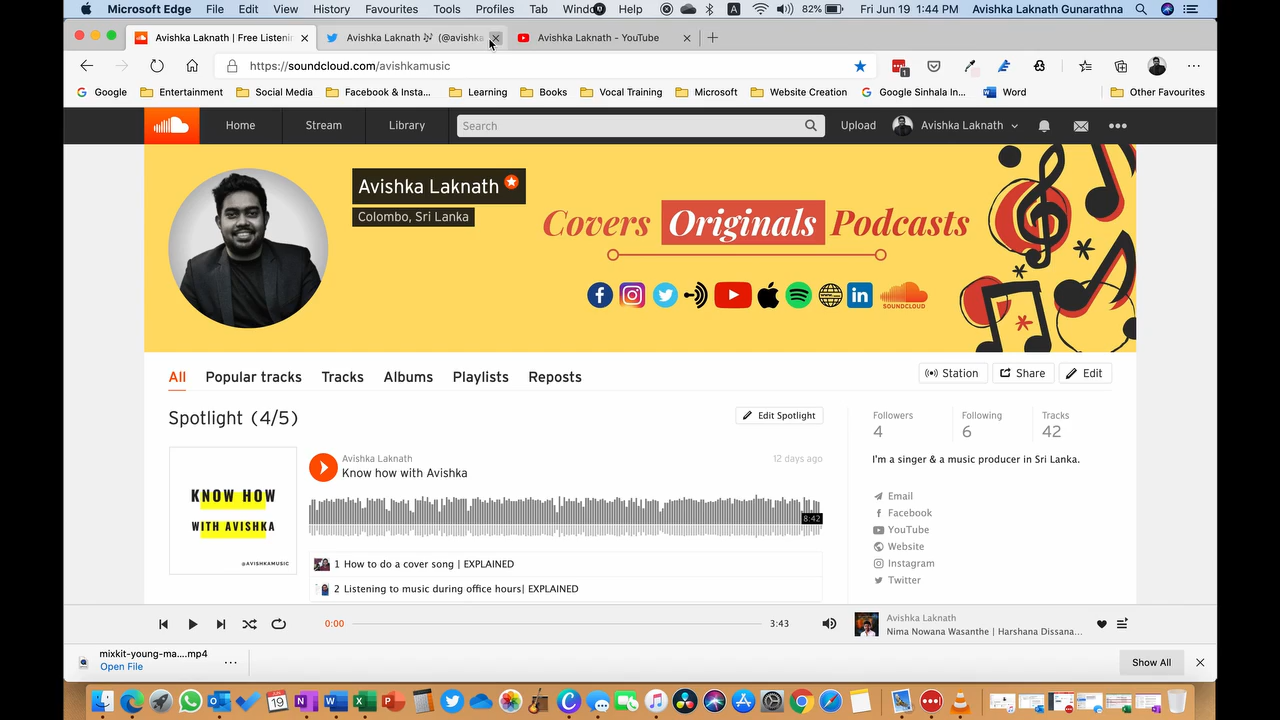 Microsoft Edge File Edit View History Favourites Tools Profiles Tab Window Help 82% Fri Jun 19 1:44 PM Avishka Laknath Gunarathna
Avishka Laknath | Free Listenin Avishka Laknath (@avishka Avishka Laknath - YouTube
https://soundcloud.com/avishkamusic
Google Entertainment Social Media Facebook & Insta... Learning Books Vocal Training Microsoft Website Creation Google Sinhala In... Word Other Favourites
Home Stream Library Search Upload Avishka Laknath
Avishka Laknath
Colombo, Sri Lanka
Covers Originals Podcasts
SOUNDCLOUD
All Popular tracks Tracks Albums Playlists Reposts Station Share Edit
Spotlight (4/5) Edit Spotlight
Followers Following Tracks
4 6 42
Avishka Laknath 12 days ago
Know how with Avishka
I'm a singer & a music producer in Sri Lanka.
KNOW HOW
WITH AVISHKA
@AVISHKAMUSIC
8:42
1 How to do a cover song | EXPLAINED
2 Listening to music during office hours| EXPLAINED
Email
Facebook
YouTube
Website
Instagram
Twitter
0:00 3:43
Avishka Laknath
Nima Nowana Wasanthe | Harshana Dissana...
mixkit-young-ma....mp4
Open File
Show All